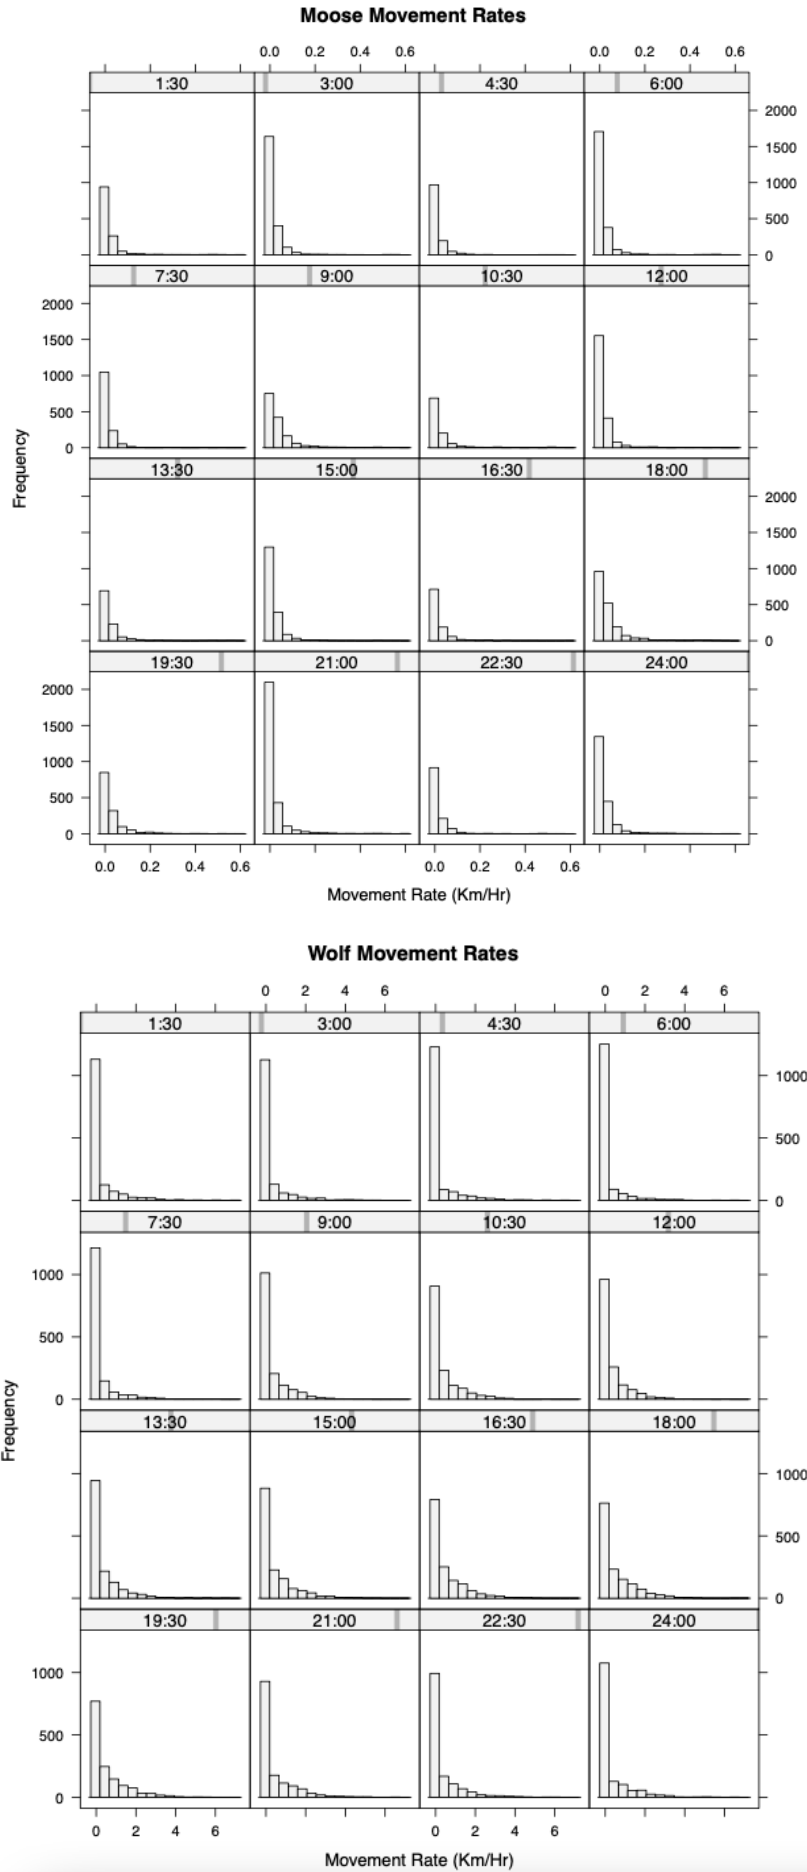 Moose Movement Rates
0.0 0.2 0.4 0.6 0.0 0.2 0.4 0.6
1:30 3:00 4:30 6:00
2000
1500
1000
500
0
7:30 9:00 10:30 12:00
2000
1500
1000
500
0
13:30 15:00 16:30 18:00
2000
1500
1000
500
0
19:30 21:00 22:30 24:00
2000
1500
1000
500
0
0.0 0.2 0.4 0.6 0.0 0.2 0.4 0.6
Frequency
Movement Rate (Km/Hr)
Wolf Movement Rates
0 2 4 6 0 2 4 6
1:30 3:00 4:30 6:00
1000
500
0
7:30 9:00 10:30 12:00
1000
500
0
13:30 15:00 16:30 18:00
1000
500
0
19:30 21:00 22:30 24:00
1000
500
0
0 2 4 6 0 2 4 6
Frequency
Movement Rate (Km/Hr)